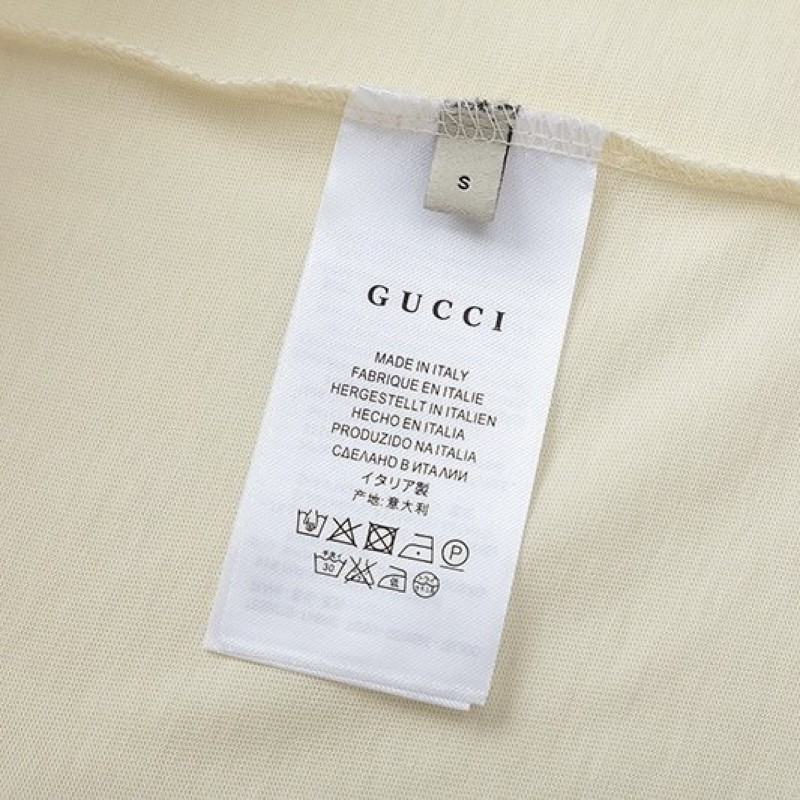 S
GUCCI
MADE IN ITALY
FABRIQUE EN ITALIE
HERGESTELLT IN ITALIEN
HECHO EN ITALIA
PRODUZIDO NA ITALIA
СДЕЛАНО В ИТАЛИИ
イタリア製
产地: 意大利
P
30
低